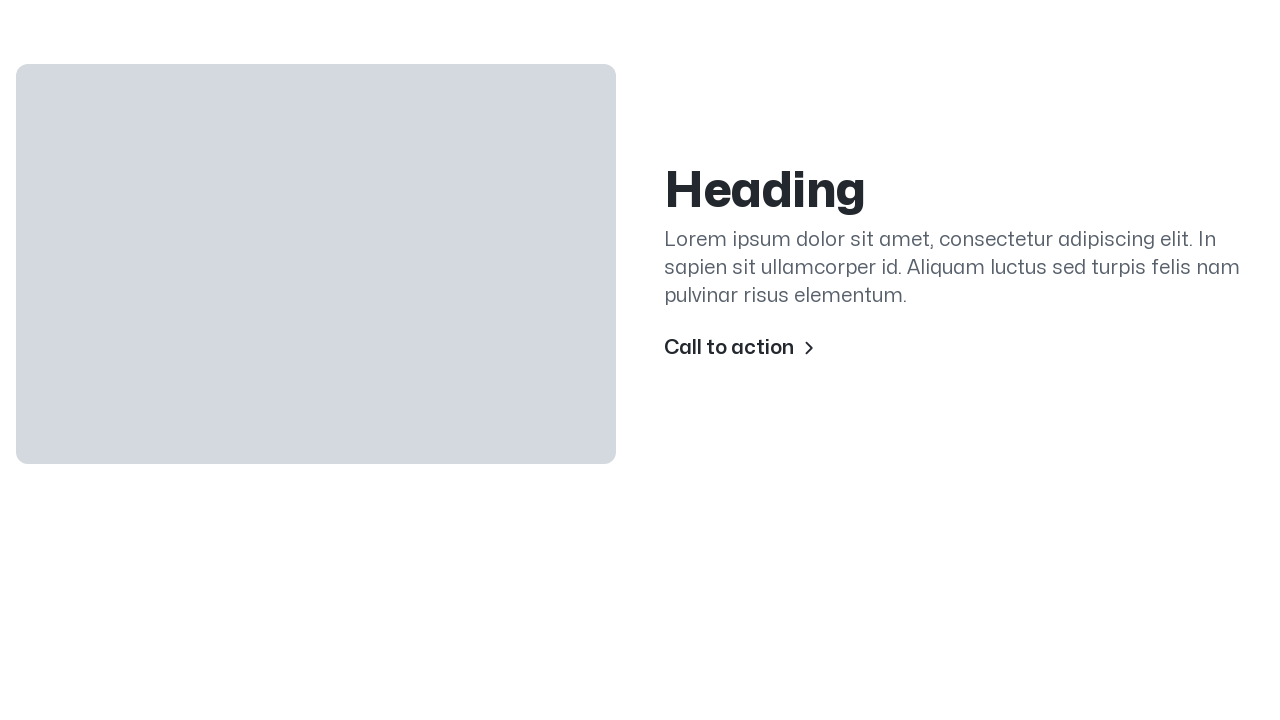 Heading
Lorem ipsum dolor sit amet, consectetur adipiscing elit. In
sapien sit ullamcorper id. Aliquam luctus sed turpis felis nam
pulvinar risus elementum.
Call to action